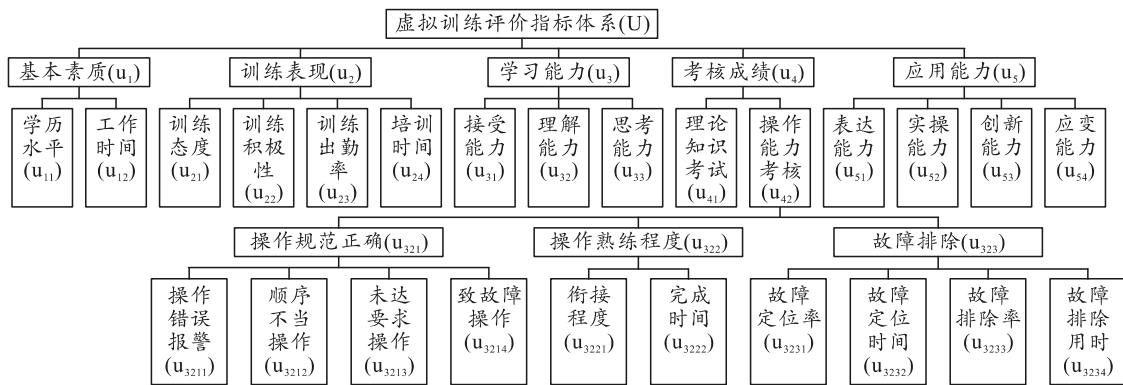 虚拟训练评价指标体系(U)
基本素质(u₁)
训练表现(u₂)
学习能力(u₃)
考核成绩(u₄)
应用能力(u₅)
学历
水平
(u₁₁)
工作
时间
(u₁₂)
训练
态度
(u₂₁)
训练
积极
性
(u₂₂)
训练
出勤
率
(u₂₃)
培训
时间
(u₂₄)
接受
能力
(u₃₁)
理解
能力
(u₃₂)
思考
能力
(u₃₃)
理论
知识
考试
(u₄₁)
操作
能力
考核
(u₄₂)
表达
能力
(u₅₁)
实操
能力
(u₅₂)
创新
能力
(u₅₃)
应变
能力
(u₅₄)
操作规范正确(u₃₂₁)
操作熟练程度(u₃₂₂)
故障排除(u₃₂₃)
操作
错误
报警
(u₃₂₁₁)
顺序
不当
操作
(u₃₂₁₂)
未达
要求
操作
(u₃₂₁₃)
致故障
操作
(u₃₂₁₄)
衔接
程度
(u₃₂₂₁)
完成
时间
(u₃₂₂₂)
故障
定位率
(u₃₂₃₁)
故障
定位
时间
(u₃₂₃₂)
故障
排除率
(u₃₂₃₃)
故障
排除
用时
(u₃₂₃₄)